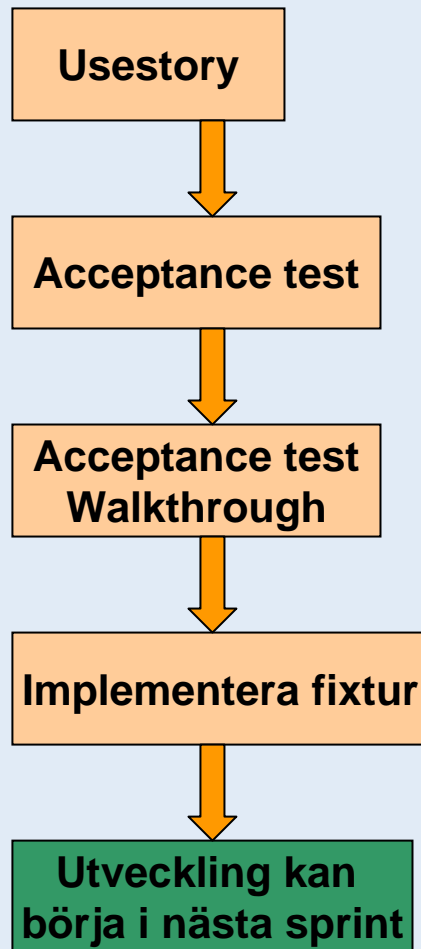 Usestory
Acceptance test
Acceptance test
Walkthrough
Implementera fixtur
Utveckling kan
börja i nästa sprint